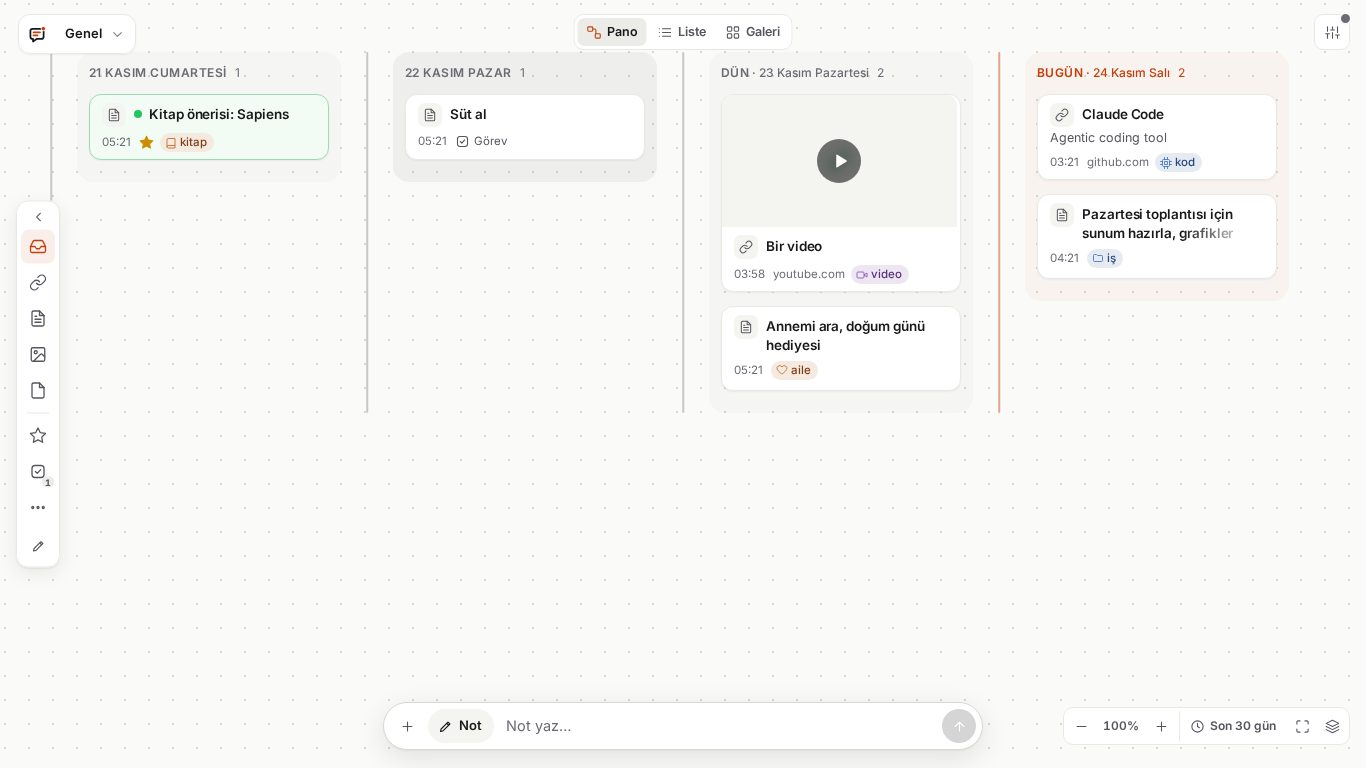 Genel
Pano
Liste
Galeri
21 KASIM CUMARTESİ 1
Kitap önerisi: Sapiens
05:21 kitap
22 KASIM PAZAR 1
Süt al
05:21 Görev
DÜN · 23 Kasım Pazartesi 2
Bir video
03:58 youtube.com video
Annemi ara, doğum günü
hediyesi
05:21 aile
BUGÜN · 24 Kasım Salı 2
Claude Code
Agentic coding tool
03:21 github.com kod
Pazartesi toplantısı için
sunum hazırla, grafikler
04:21 iş
1
Not
Not yaz...
100%
Son 30 gün